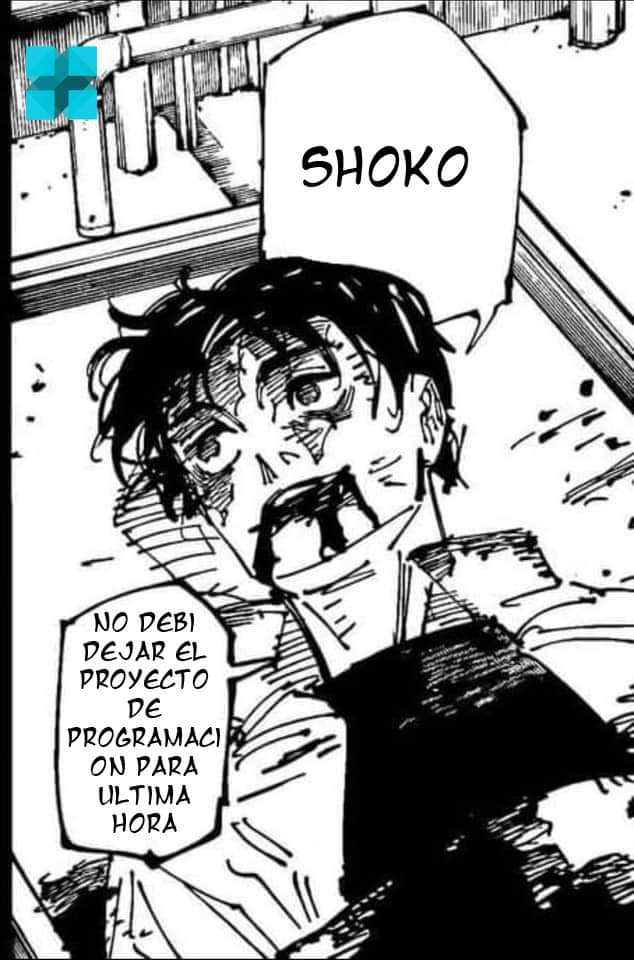 SHOKO
NO DEBI
DEJAR EL
PROYECTO
DE
PROGRAMACI
ON PARA
ULTIMA
HORA